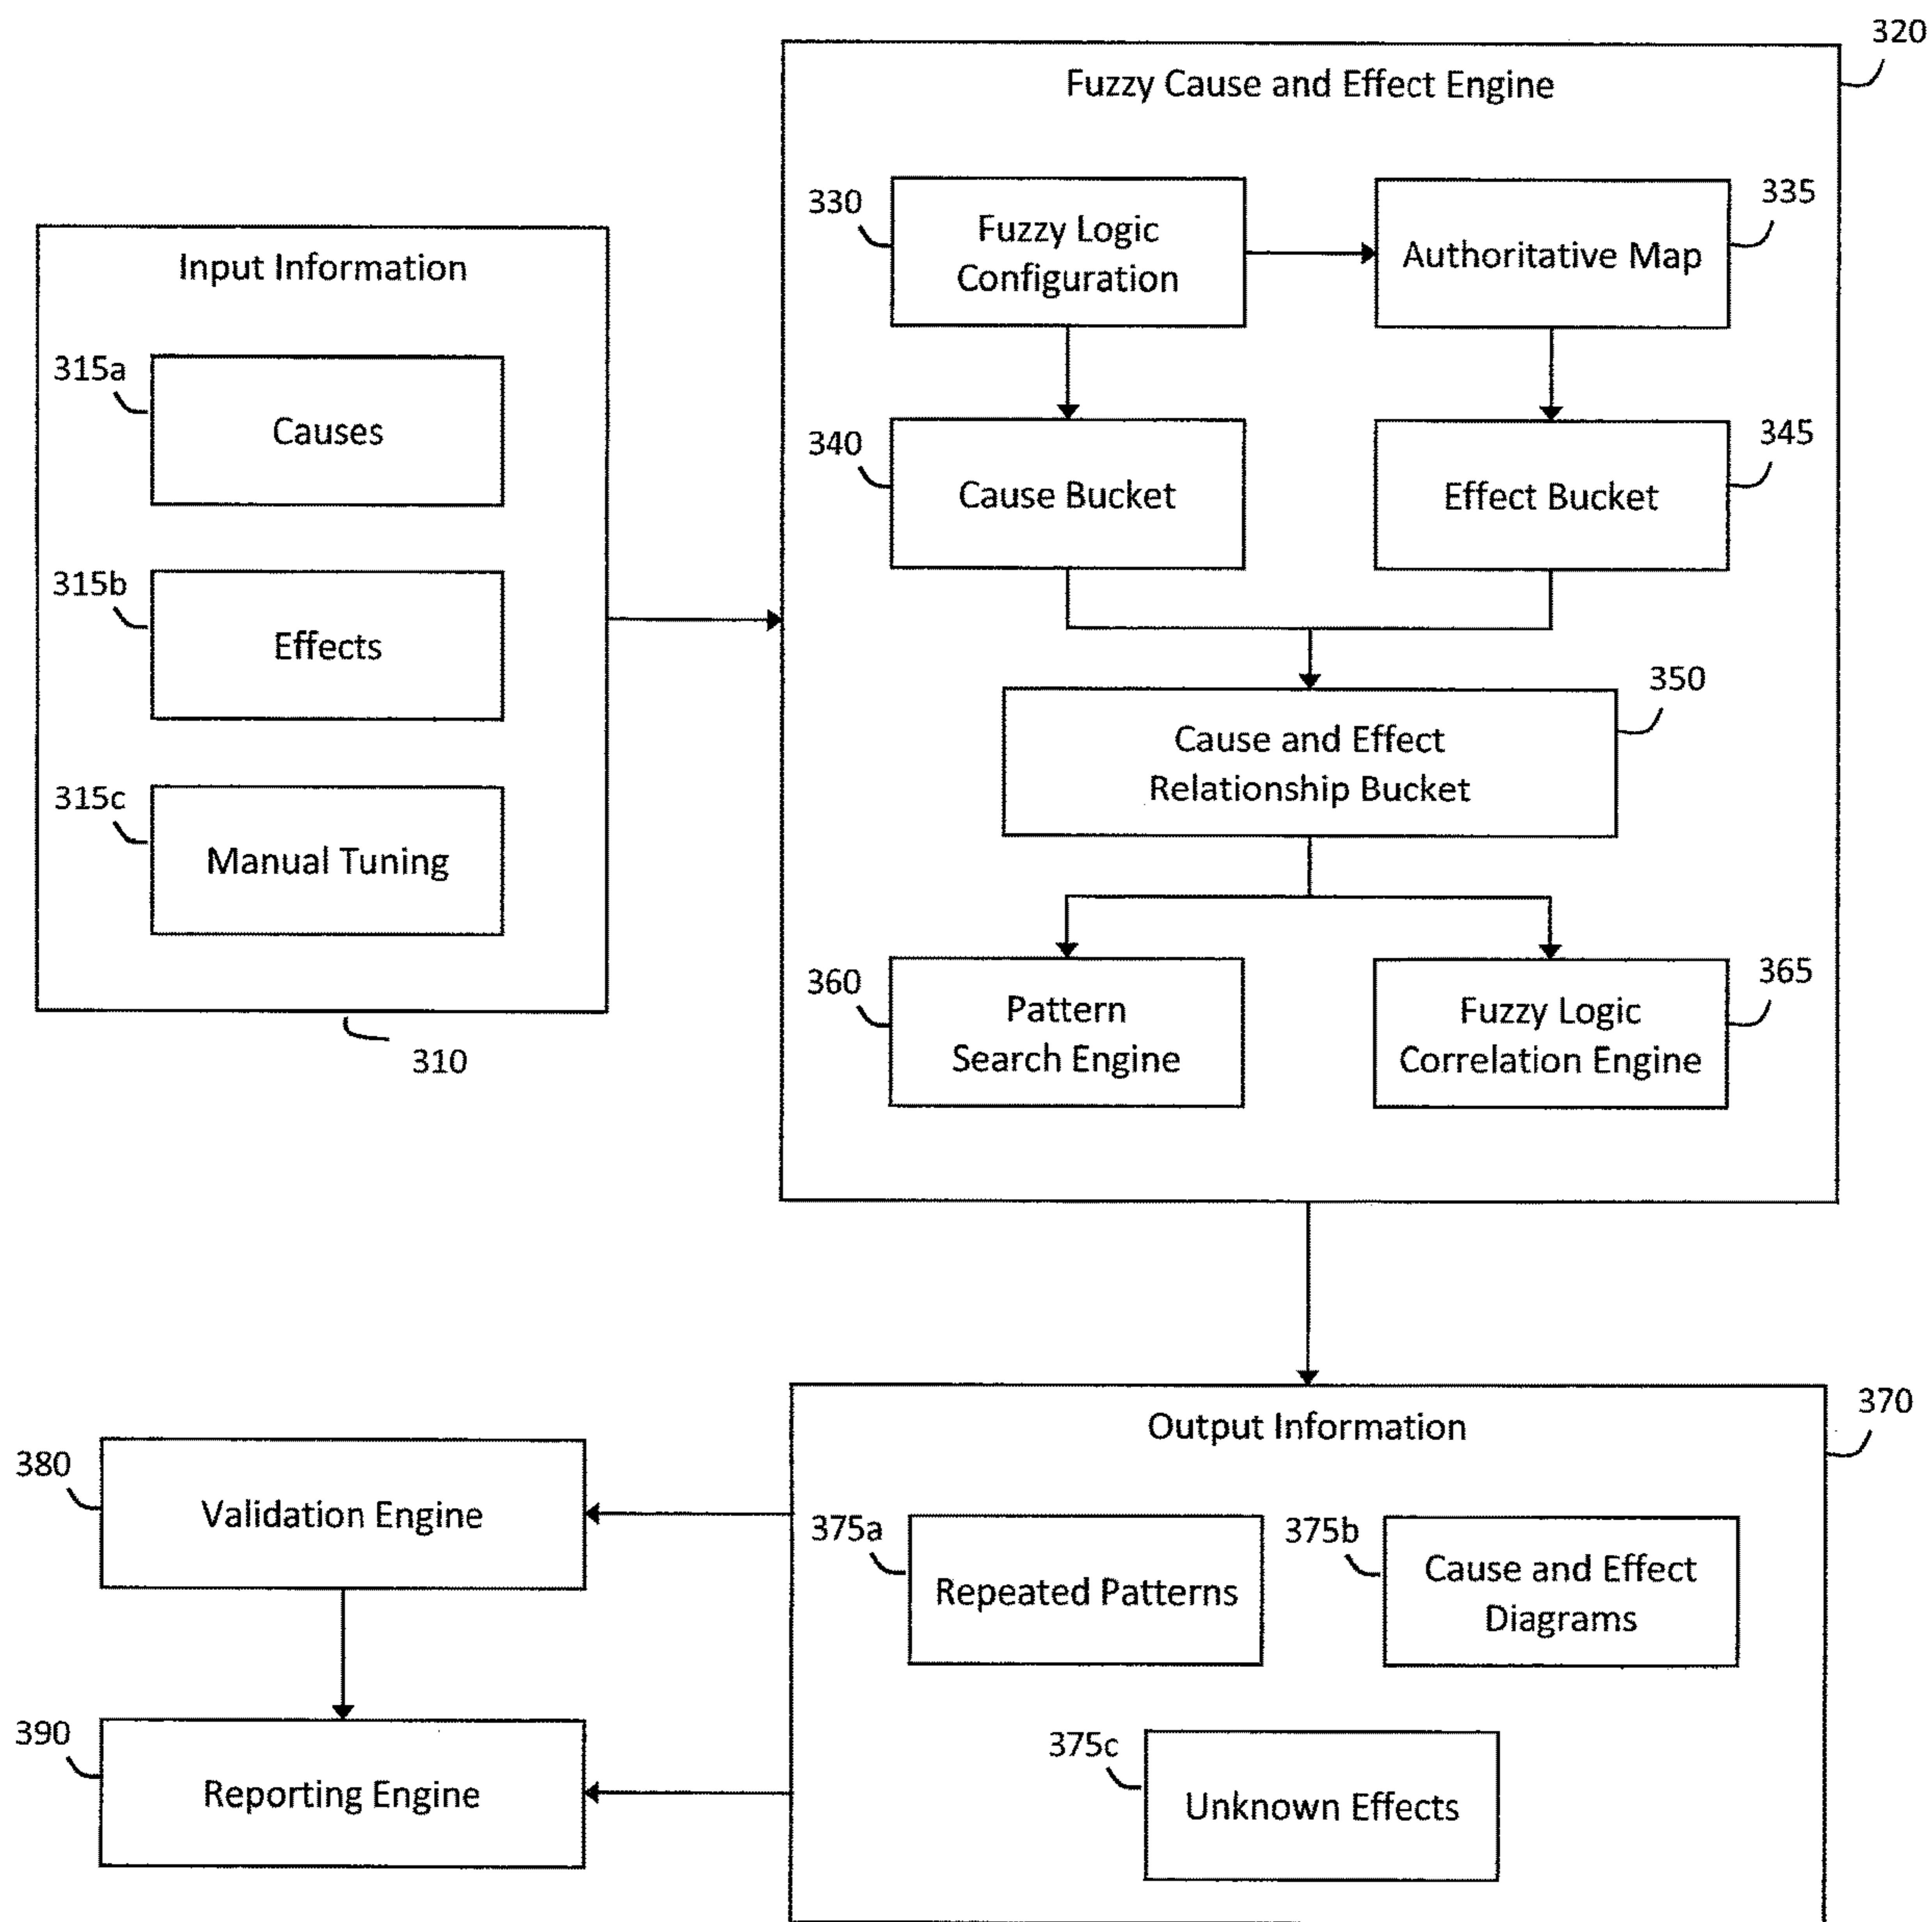 320
Fuzzy Cause and Effect Engine
330
Fuzzy Logic
Configuration
335
Authoritative Map
Input Information
315a
Causes
340
Cause Bucket
345
Effect Bucket
315b
Effects
350
Cause and Effect
Relationship Bucket
315c
Manual Tuning
360
Pattern
Search Engine
365
Fuzzy Logic
Correlation Engine
310
370
Output Information
380
Validation Engine
375a
Repeated Patterns
375b
Cause and Effect
Diagrams
390
Reporting Engine
375c
Unknown Effects